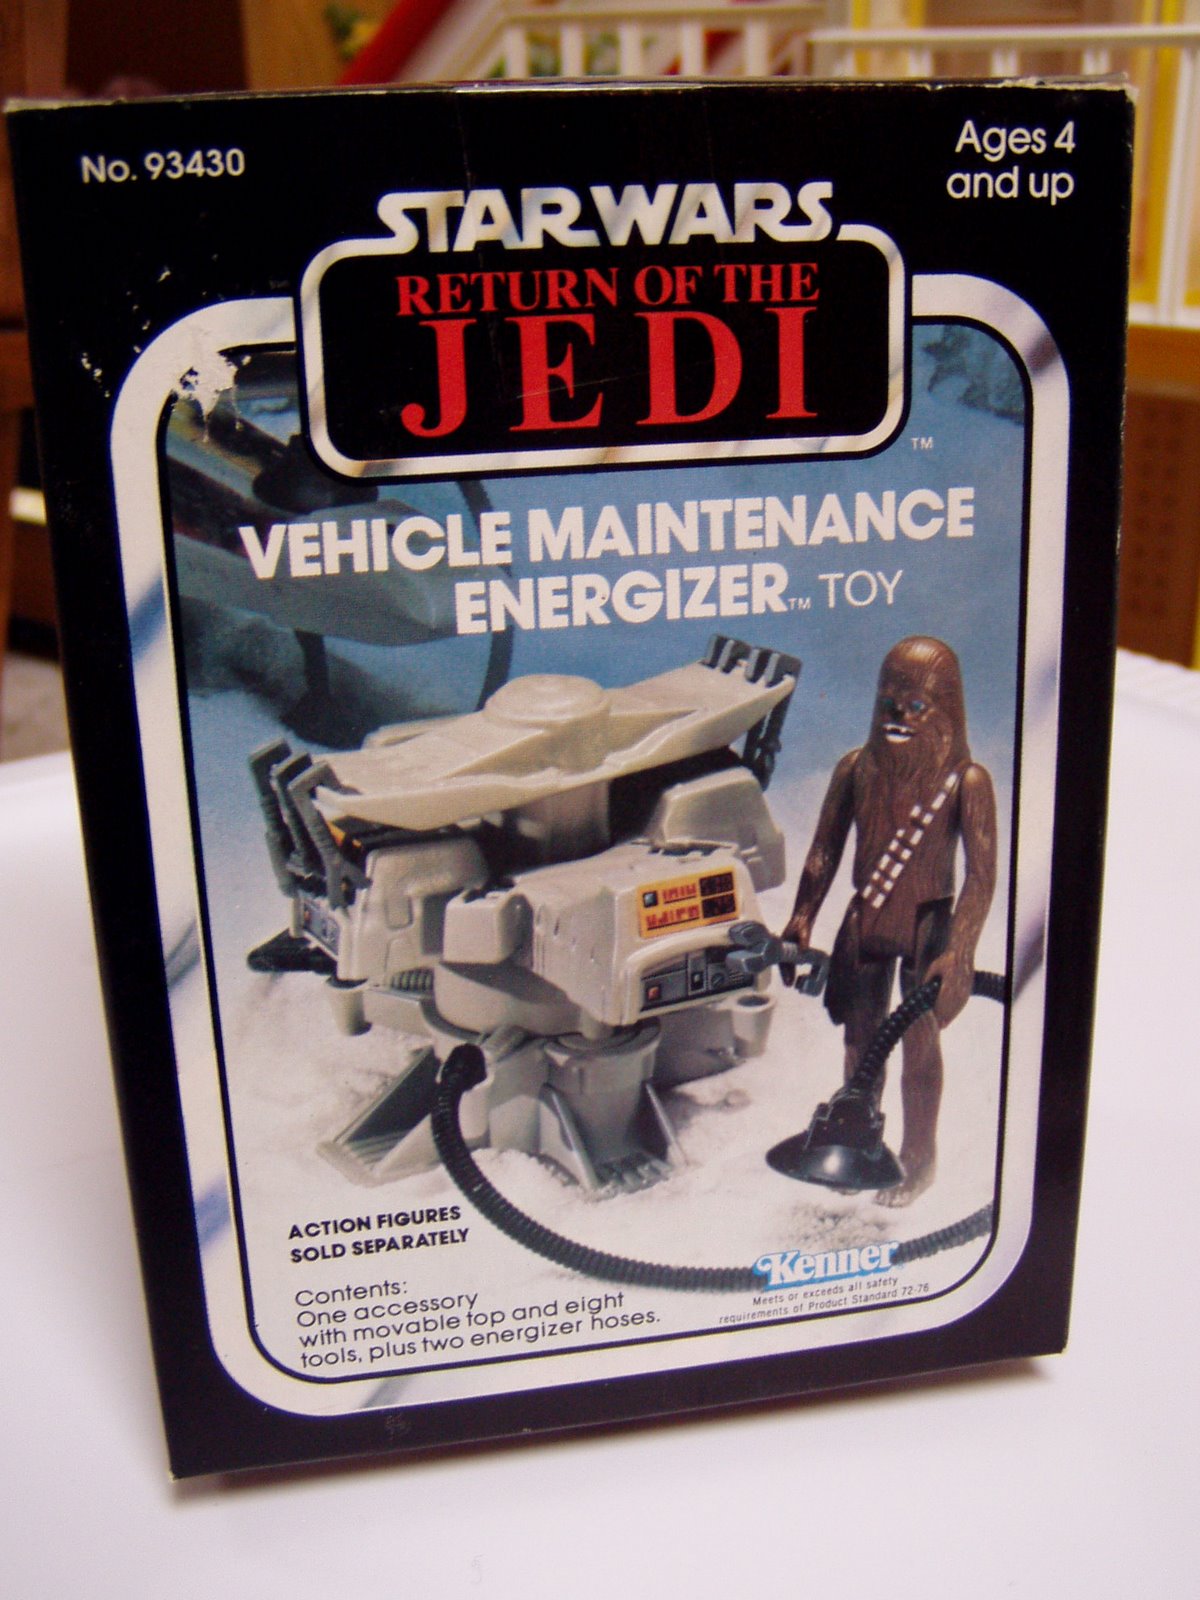 No. 93430
Ages 4
and up
STAR WARS
RETURN OF THE
JEDI
TM
VEHICLE MAINTENANCE
ENERGIZER TM TOY
ACTION FIGURES
SOLD SEPARATELY
Contents:
One accessory
with movable top and eight
tools, plus two energizer hoses.
Kenner
Meets or exceeds all safety
requirements of Product Standard 72-76